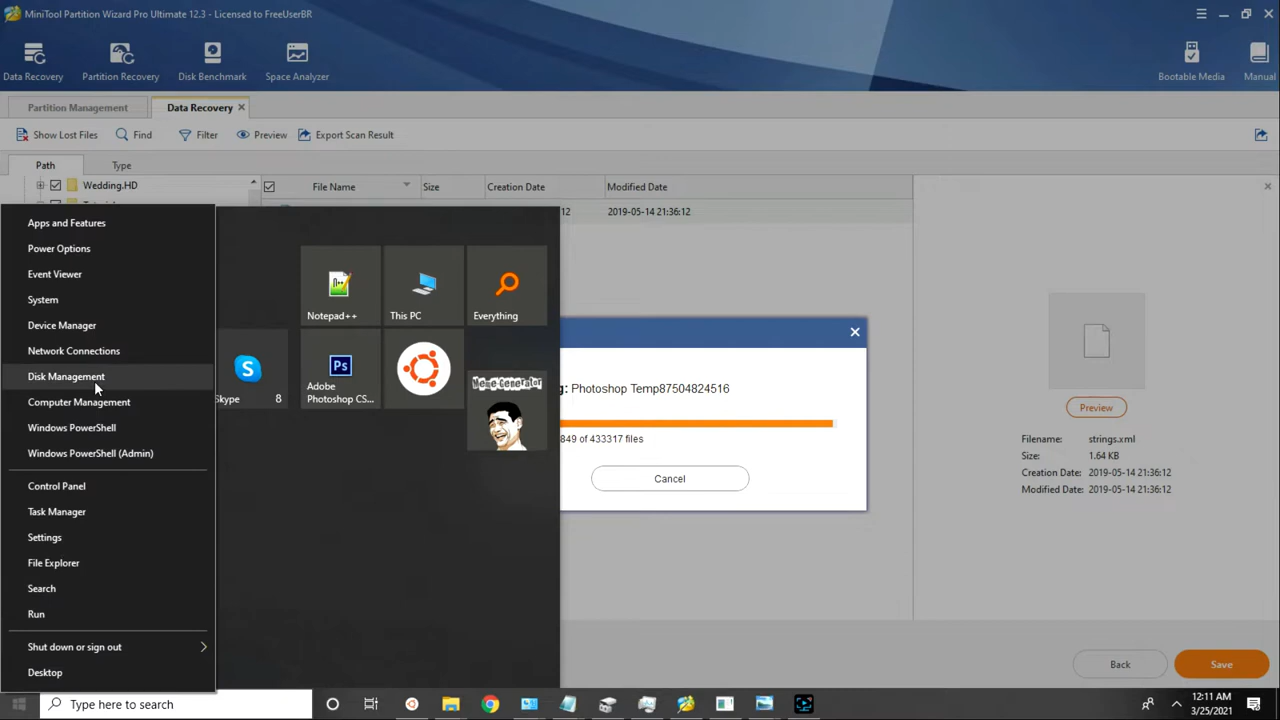 MiniTool Partition Wizard Pro Ultimate 12.3 - Licensed to FreeUserBR
Data Recovery
Partition Recovery
Disk Benchmark
Space Analyzer
Bootable Media
Manual
Partition Management
Data Recovery
Show Lost Files
Find
Filter
Preview
Export Scan Result
Path
Type
Wedding.HD
File Name
Size
Creation Date
Modified Date
12
2019-05-14 21:36:12
Apps and Features
Power Options
Event Viewer
System
Device Manager
Network Connections
Disk Management
Computer Management
Windows PowerShell
Windows PowerShell (Admin)
Control Panel
Task Manager
Settings
File Explorer
Search
Run
Shut down or sign out
Desktop
Notepad++
This PC
Everything
Skype
8
Ps
Adobe
Photoshop CS...
Meme Generator
g: Photoshop Temp87504824516
849 of 433317 files
Cancel
Preview
Filename: strings.xml
Size: 1.64 KB
Creation Date: 2019-05-14 21:36:12
Modified Date: 2019-05-14 21:36:12
Back
Save
Type here to search
12:11 AM
3/25/2021